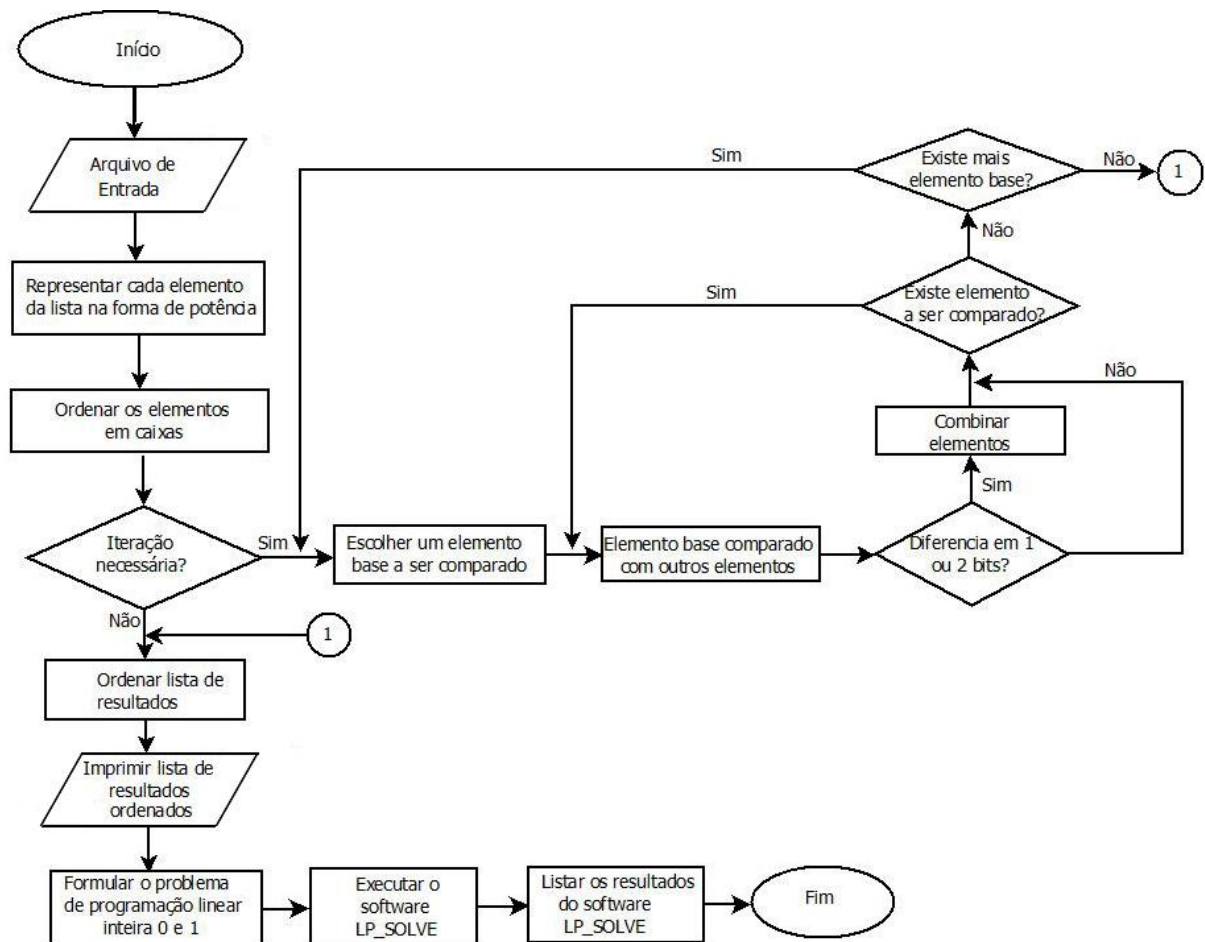 Início
Arquivo de
Entrada
Representar cada elemento
da lista na forma de potência
Ordenar os elementos
em caixas
Iteração
necessária?
Sim
Escolher um elemento
base a ser comparado
Elemento base comparado
com outros elementos
Diferencia em 1
ou 2 bits?
Sim
Não
Combinar
elementos
Existe elemento
a ser comparado?
Sim
Não
Existe mais
elemento base?
Sim
Não
1
Não
1
Ordenar lista de
resultados
Imprimir lista de
resultados
ordenados
Formular o problema
de programação linear
inteira 0 e 1
Executar o
software
LP_SOLVE
Listar os resultados
do software
LP_SOLVE
Fim